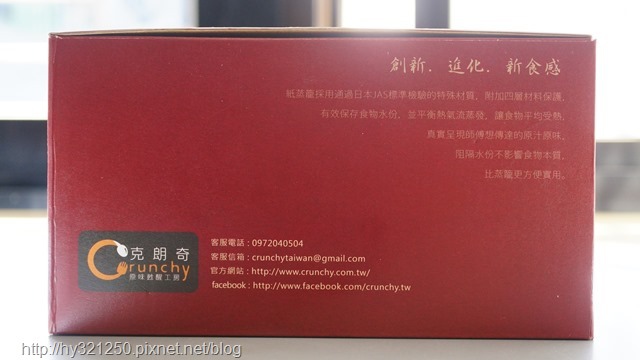 創新．進化．新食感
紙蒸籠採用通過日本JAS標準檢驗的特殊材質，附加四層材料保護，
有效保存食物水份，並平衡熱氣流蒸發，讓食物平均受熱，
真實呈現師傅想傳達的原汁原味。
阻隔水份不影響食物本質，
比蒸籠更方便實用。
克朗奇
Crunchy
原味甦醒工房
客服電話：0972040504
客服信箱：crunchytaiwan@gmail.com
官方網站：http://www.crunchy.com.tw/
facebook：http://www.facebook.com/crunchy.tw
http://hy321250.pixnet.net/blog